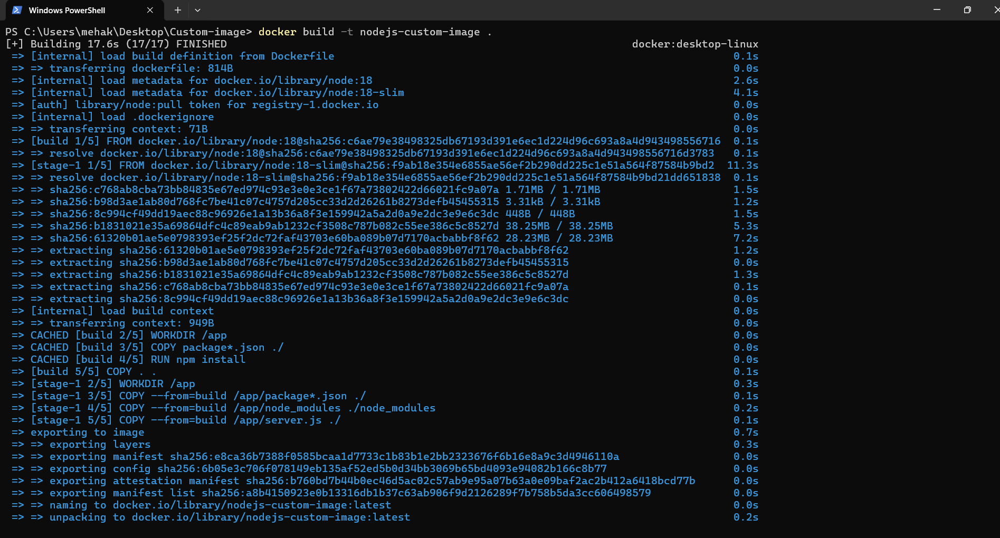 Windows PowerShell
PS C:\Users\mehak\Desktop\Custom-image> docker build -t nodejs-custom-image .
[+] Building 17.6s (17/17) FINISHED docker:desktop-linux
=> [internal] load build definition from Dockerfile 0.1s
=> => transferring dockerfile: 814B 0.0s
=> [internal] load metadata for docker.io/library/node:18 2.6s
=> [internal] load metadata for docker.io/library/node:18-slim 4.1s
=> [auth] library/node:pull token for registry-1.docker.io 0.0s
=> [internal] load .dockerignore 0.0s
=> => transferring context: 71B 0.0s
=> [build 1/5] FROM docker.io/library/node:18@sha256:c6ae79e38498325db67193d391e6ec1d224d96c693a8a4d943498556716 0.1s
=> => resolve docker.io/library/node:18@sha256:c6ae79e38498325db67193d391e6ec1d224d96c693a8a4d943498556716d3783 0.1s
=> [stage-1 1/5] FROM docker.io/library/node:18-slim@sha256:f9ab18e354e6855ae56ef2b290dd225c1e51a564f87584b9bd2 11.3s
=> => resolve docker.io/library/node:18-slim@sha256:f9ab18e354e6855ae56ef2b290dd225c1e51a564f87584b9bd21dd651838 0.1s
=> => sha256:c768ab8cba73bb84835e67ed974c93e3e0e3ce1f67a73802422d66021fc9a07a 1.71MB / 1.71MB 1.5s
=> => sha256:b98d3ae1ab80d768fc7be41c07c4757d205cc33d2d26261b8273defb45455315 3.31kB / 3.31kB 1.2s
=> => sha256:8c994cf49dd19aec88c96926e1a13b36a8f3e159942a5a2d0a9e2dc3e9e6c3dc 448B / 448B 1.5s
=> => sha256:b1831021e35a69864dfc4c89eab9ab1232cf3508c787b082c55ee386c5c8527d 38.25MB / 38.25MB 5.3s
=> => sha256:61320b01ae5e0798393ef25f2dc72faf43703e60ba089b07d7170acbabbf8f62 28.23MB / 28.23MB 7.2s
=> => extracting sha256:61320b01ae5e0798393ef25f2dc72faf43703e60ba089b07d7170acbabbf8f62 1.2s
=> => extracting sha256:b98d3ae1ab80d768fc7be41c07c4757d205cc33d2d26261b8273defb45455315 0.0s
=> => extracting sha256:b1831021e35a69864dfc4c89eab9ab1232cf3508c787b082c55ee386c5c8527d 1.3s
=> => extracting sha256:c768ab8cba73bb84835e67ed974c93e3e0e3ce1f67a73802422d66021fc9a07a 0.1s
=> => extracting sha256:8c994cf49dd19aec88c96926e1a13b36a8f3e159942a5a2d0a9e2dc3e9e6c3dc 0.0s
=> [internal] load build context 0.0s
=> => transferring context: 949B 0.0s
=> CACHED [build 2/5] WORKDIR /app 0.0s
=> CACHED [build 3/5] COPY package*.json ./ 0.0s
=> CACHED [build 4/5] RUN npm install 0.0s
=> [build 5/5] COPY . . 0.1s
=> [stage-1 2/5] WORKDIR /app 0.3s
=> [stage-1 3/5] COPY --from=build /app/package*.json ./ 0.1s
=> [stage-1 4/5] COPY --from=build /app/node_modules ./node_modules 0.2s
=> [stage-1 5/5] COPY --from=build /app/server.js ./ 0.1s
=> exporting to image 0.7s
=> => exporting layers 0.3s
=> => exporting manifest sha256:e8ca36b7388f0585bcaa1d7733c1b83b1e2bb2323676f6b16e8a9c3d4946110a 0.0s
=> => exporting config sha256:6b05e3c706f078149eb135af52ed5b0d34bb3069b65bd4093e94082b166c8b77 0.0s
=> => exporting attestation manifest sha256:b760bd7b44b0ec46d5ac02c57ab9e95a07b63a0e09baf2ac2b412a6418bcd77b 0.0s
=> => exporting manifest list sha256:a8b4150923e0b13316db1b37c63ab906f9d2126289f7b758b5da3cc606498579 0.0s
=> => naming to docker.io/library/nodejs-custom-image:latest 0.0s
=> => unpacking to docker.io/library/nodejs-custom-image:latest 0.2s